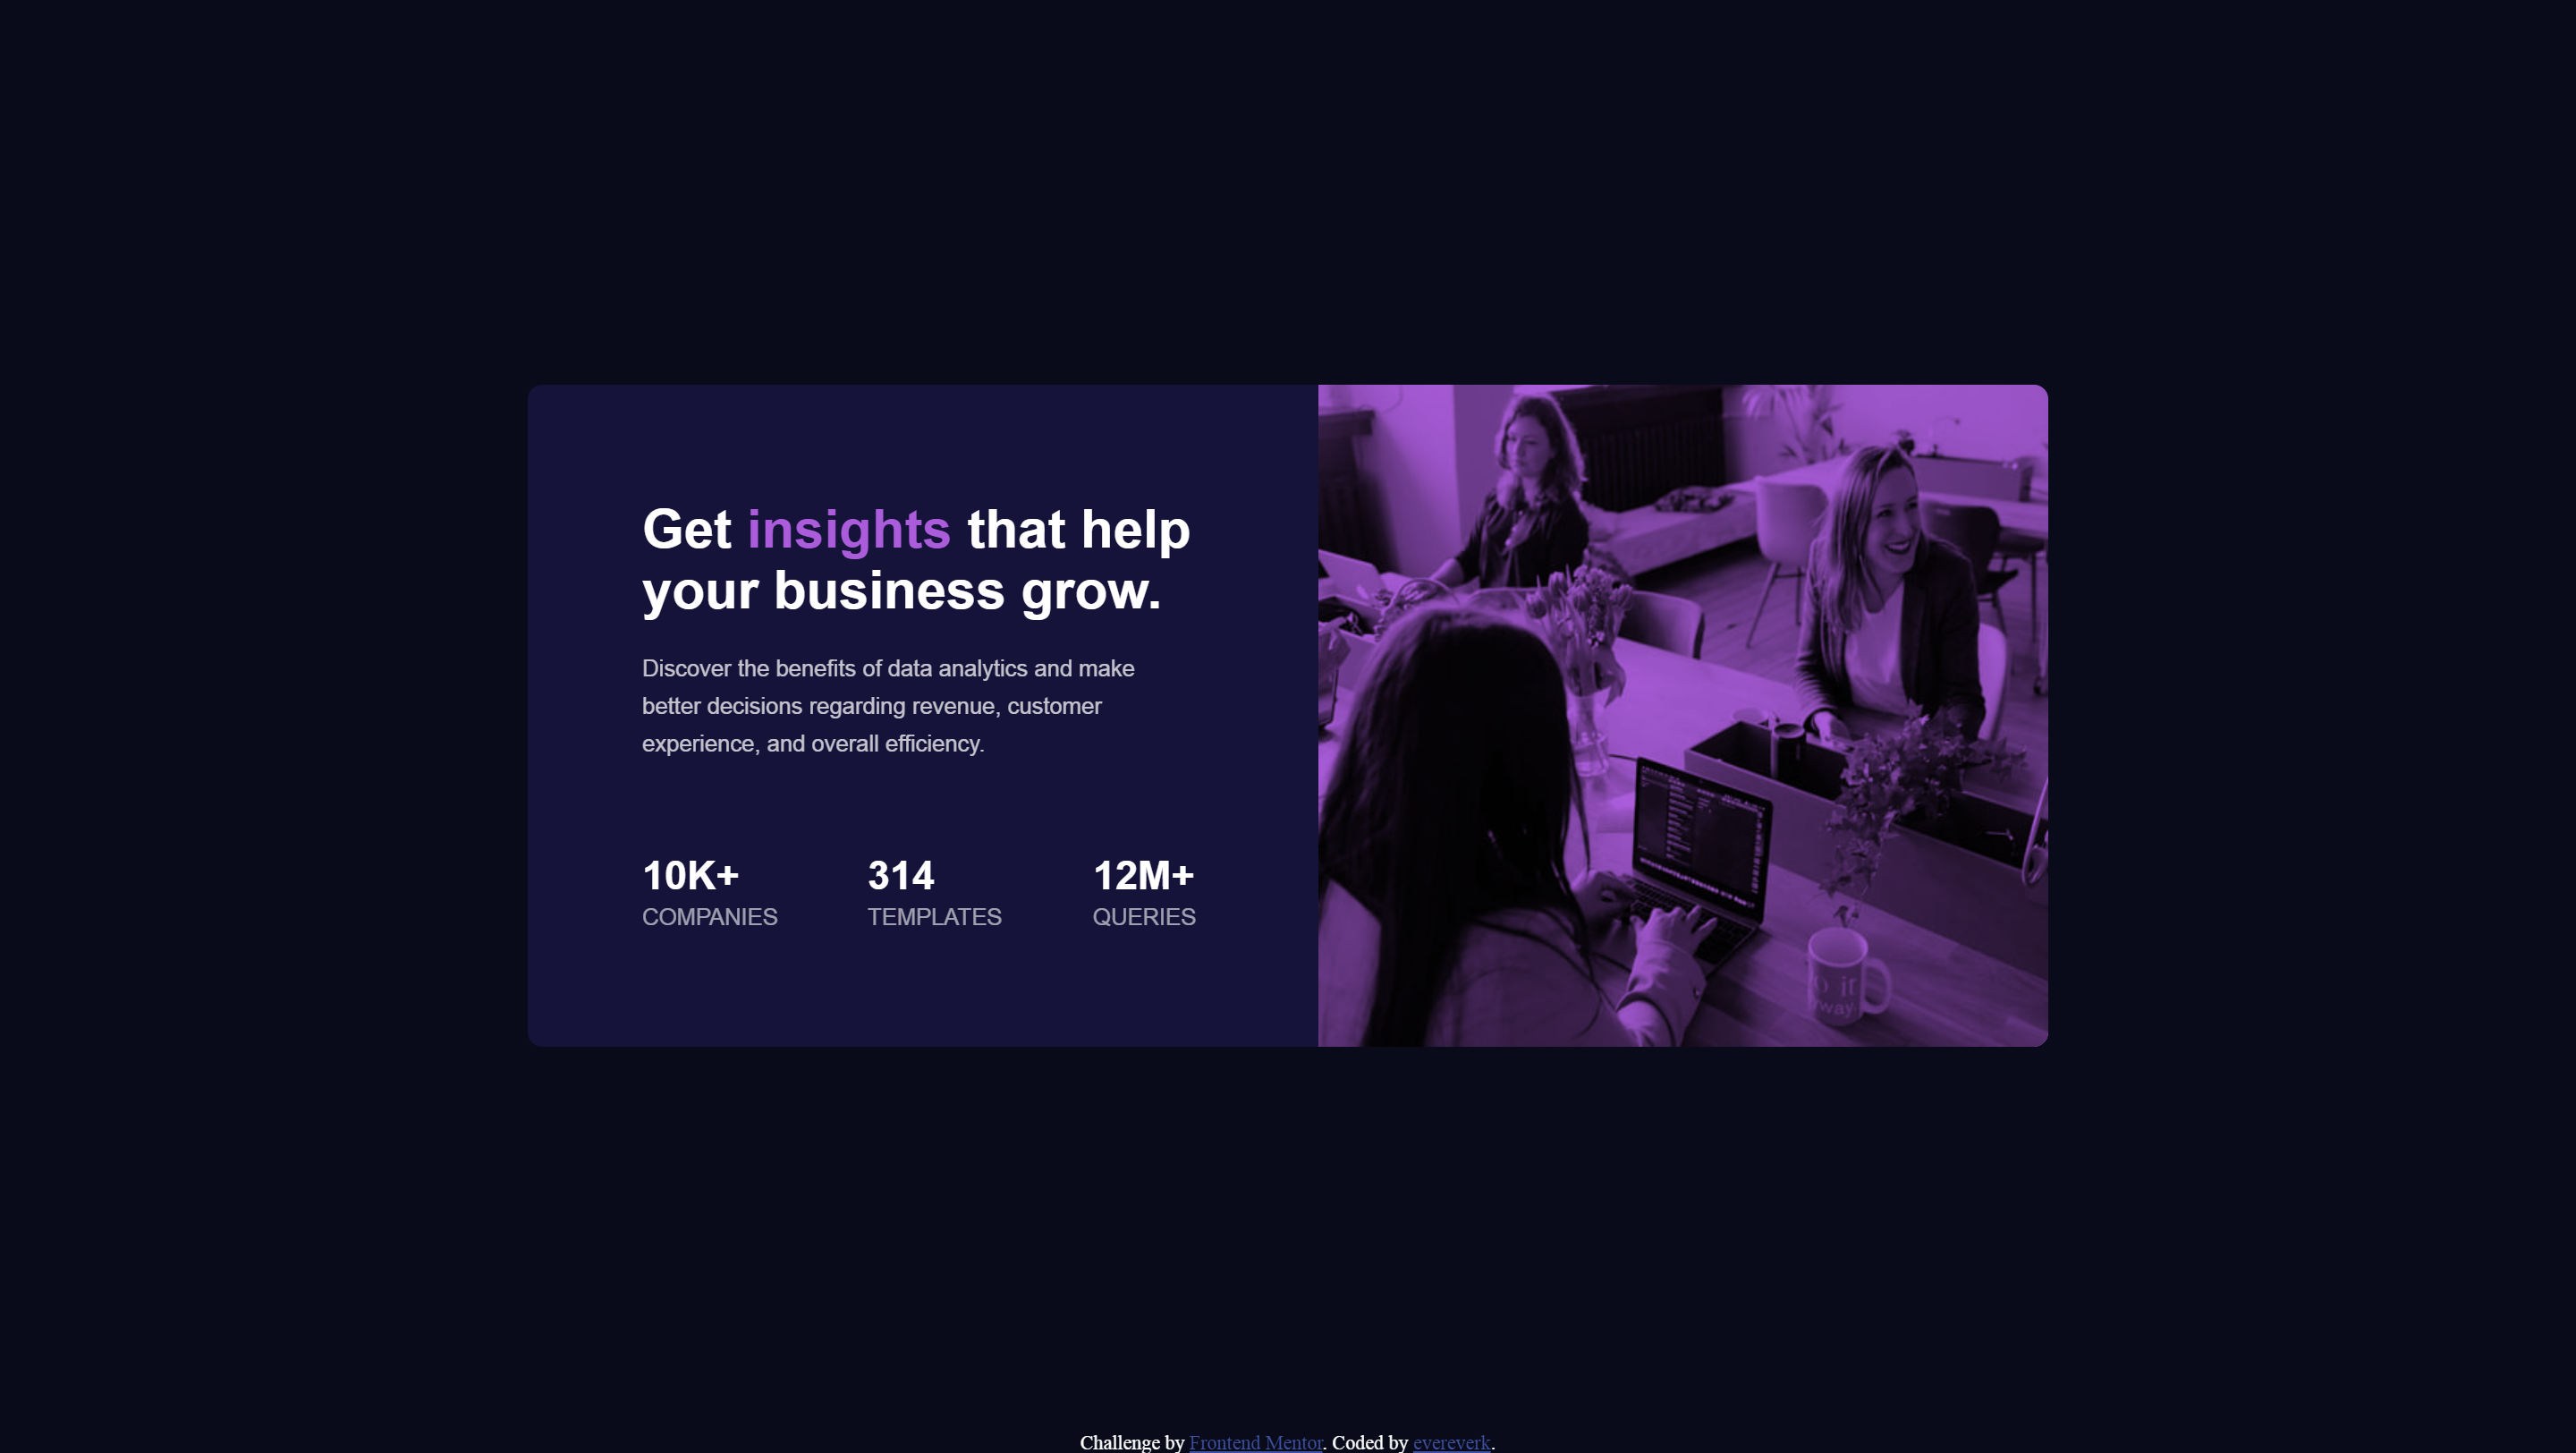 Get insights that help
your business grow.
Discover the benefits of data analytics and make
better decisions regarding revenue, customer
experience, and overall efficiency.
10K+ 314 12M+
COMPANIES TEMPLATES QUERIES
Challenge by Frontend Mentor. Coded by evereverk.